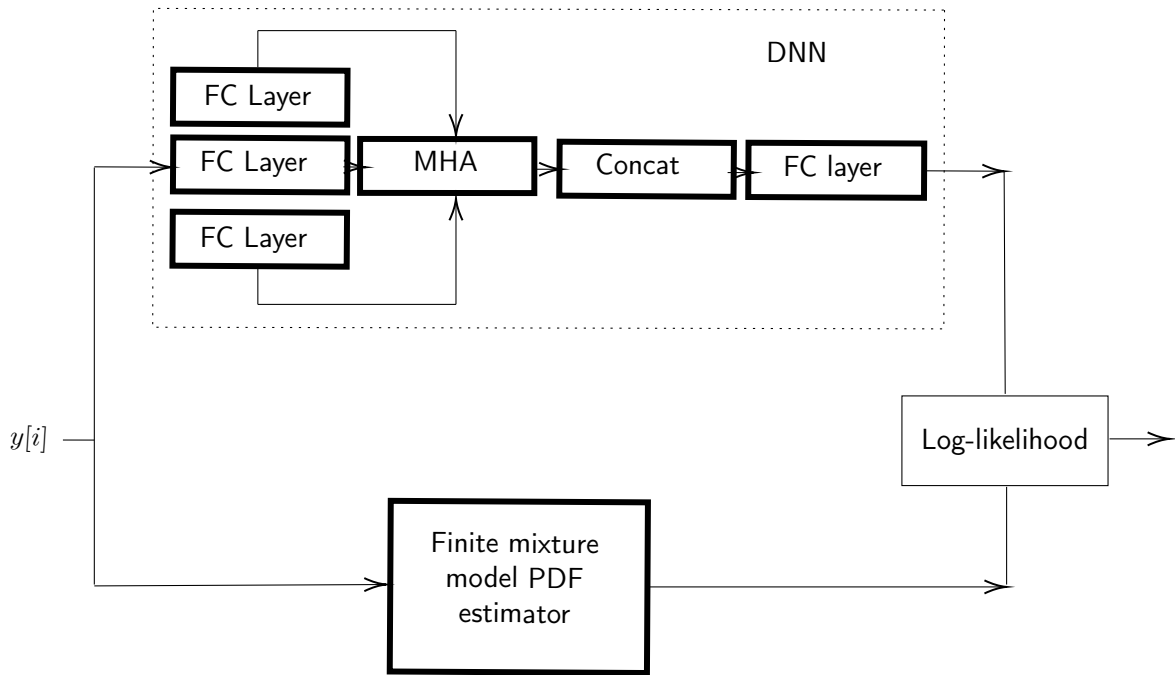 DNN
FC Layer
FC Layer
MHA
Concat
FC layer
FC Layer
y[i]
Log-likelihood
Finite mixture
model PDF
estimator